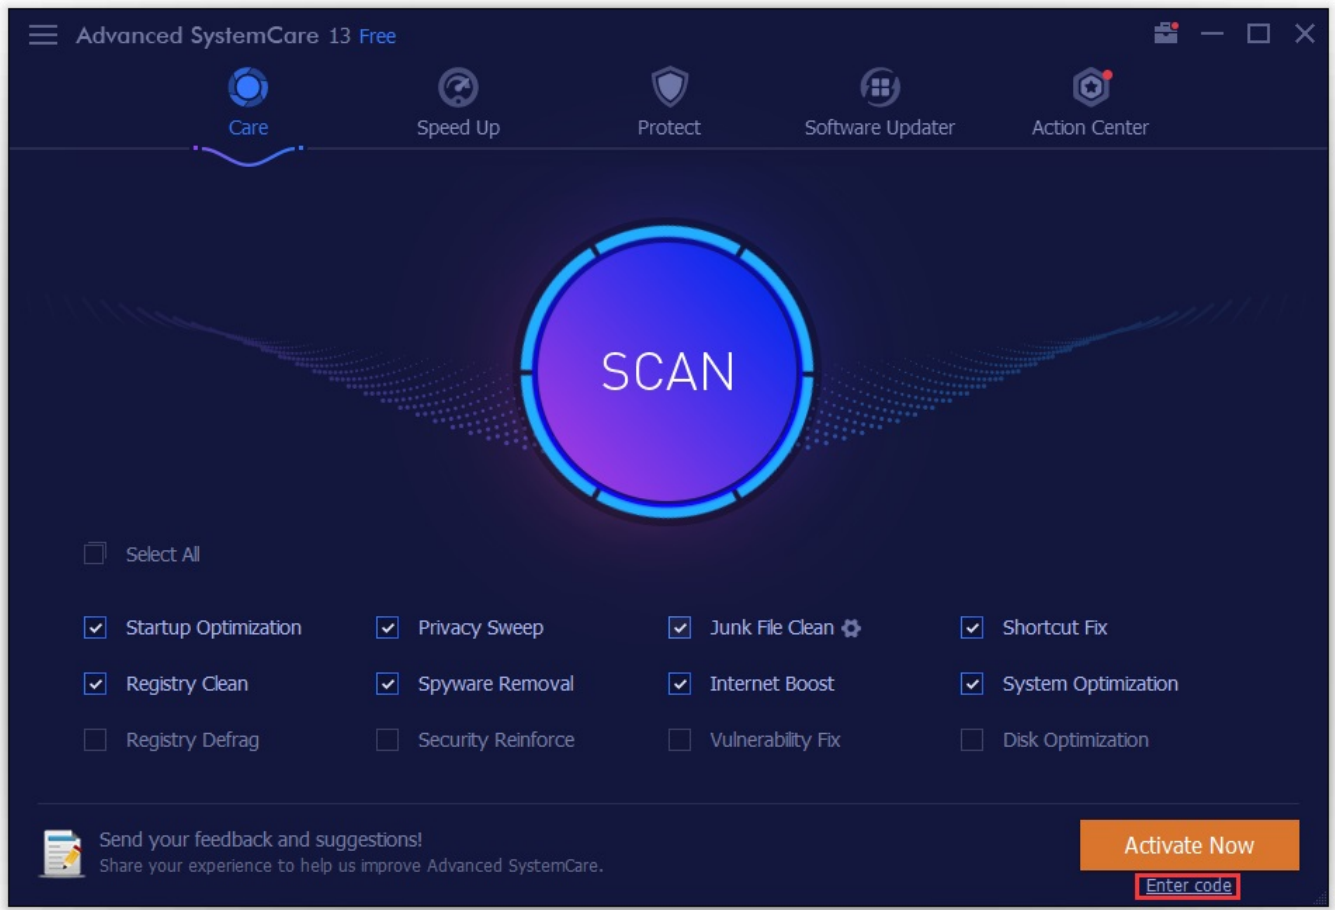 Advanced SystemCare 13 Free
Care Speed Up Protect Software Updater Action Center
SCAN
Select All
Startup Optimization Privacy Sweep Junk File Clean Shortcut Fix
Registry Clean Spyware Removal Internet Boost System Optimization
Registry Defrag Security Reinforce Vulnerability Fix Disk Optimization
Send your feedback and suggestions!
Share your experience to help us improve Advanced SystemCare.
Activate Now
Enter code